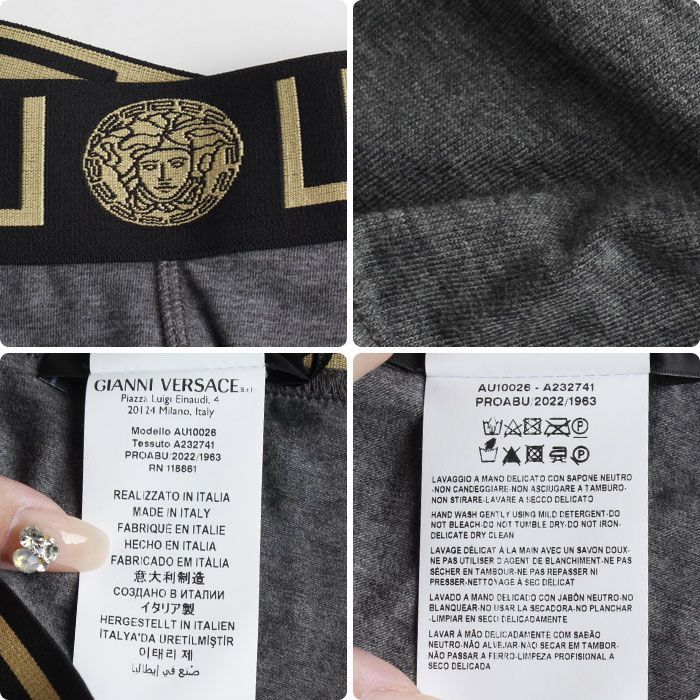 GIANNI VERSACE S.r.l.
Piazza Luigi Einaudi, 4
20124 Milano, Italy
Modello AU10026
Tessuto A232741
PROABU/2022/1963
RN 118861
REALIZZATO IN ITALIA
MADE IN ITALY
FABRIQUÉ EN ITALIE
HECHO EN ITALIA
FABRICADO EM ITÁLIA
意大利制造
СОЗДАНО В ИТАЛИИ
イタリア製
HERGESTELLT IN ITALIEN
İTALYA'DA ÜRETİLMİŞTİR
이태리 제
صنع في إيطاليا
AU10026 - A232741
PROABU/2022/1963
LAVAGGIO A MANO DELICATO CON SAPONE NEUTRO
-NON CANDEGGIARE-NON ASCIUGARE A TAMBURO-
NON STIRARE-LAVARE A SECCO DELICATO
HAND WASH GENTLY USING MILD DETERGENT-DO
NOT BLEACH-DO NOT TUMBLE DRY-DO NOT IRON-
DELICATE DRY CLEAN
LAVAGE DÉLICAT À LA MAIN AVEC UN SAVON DOUX-
NE PAS UTILISER D'AGENT DE BLANCHIMENT-NE PAS
SÉCHER EN TAMBOUR-NE PAS REPASSER NI
PRESSER-NETTOYAGE À SEC DÉLICAT
LAVADO A MANO DELICADO CON JABÓN NEUTRO-NO
BLANQUEAR-NO USAR LA SECADORA-NO PLANCHAR
-LIMPIAR EN SECO DELICADAMENTE
LAVAR À MÃO DELICADAMENTE COM SABÃO
NEUTRO-NÃO ALVEJAR-NÃO SECAR EM TAMBOR-
NÃO PASSAR A FERRO-LIMPEZA PROFISIONAL A
SECO DELICADA